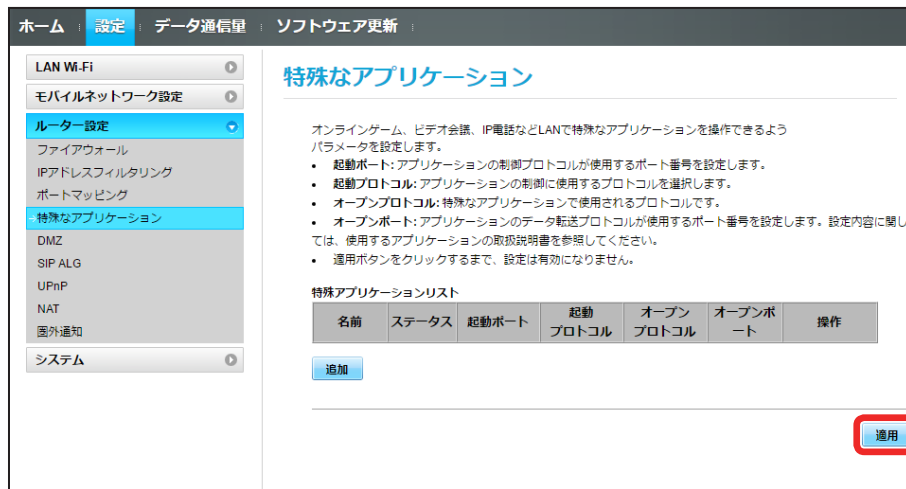 ホーム 設定 データ通信量 ソフトウェア更新
LAN Wi-Fi
モバイルネットワーク設定
ルーター設定
ファイアウォール
IPアドレスフィルタリング
ポートマッピング
特殊なアプリケーション
DMZ
SIP ALG
UPnP
NAT
圏外通知
システム
特殊なアプリケーション
オンラインゲーム、ビデオ会議、IP電話などLANで特殊なアプリケーションを操作できるよう
パラメータを設定します。
• 起動ポート: アプリケーションの制御プロトコルが使用するポート番号を設定します。
• 起動プロトコル: アプリケーションの制御に使用するプロトコルを選択します。
• オープンプロトコル: 特殊なアプリケーションで使用されるプロトコルです。
• オープンポート: アプリケーションのデータ転送プロトコルが使用するポート番号を設定します。設定内容に関し
ては、使用するアプリケーションの取扱説明書を参照してください。
• 適用ボタンをクリックするまで、設定は有効になりません。
特殊アプリケーションリスト
名前 ステータス 起動ポート 起動 オープン オープンポ 操作
プロトコル プロトコル ート
追加
適用